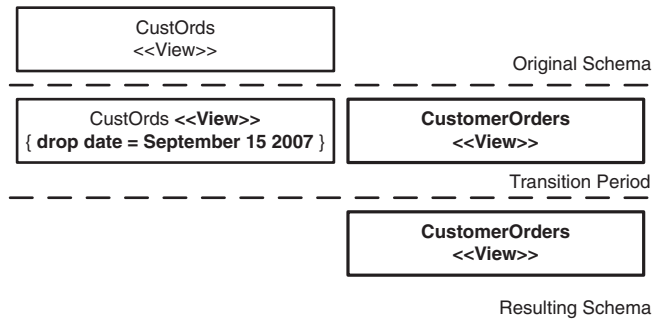 CustOrds
<<View>>
Original Schema
CustOrds <<View>>
{ drop date = September 15 2007 }
CustomerOrders
<<View>>
Transition Period
CustomerOrders
<<View>>
Resulting Schema